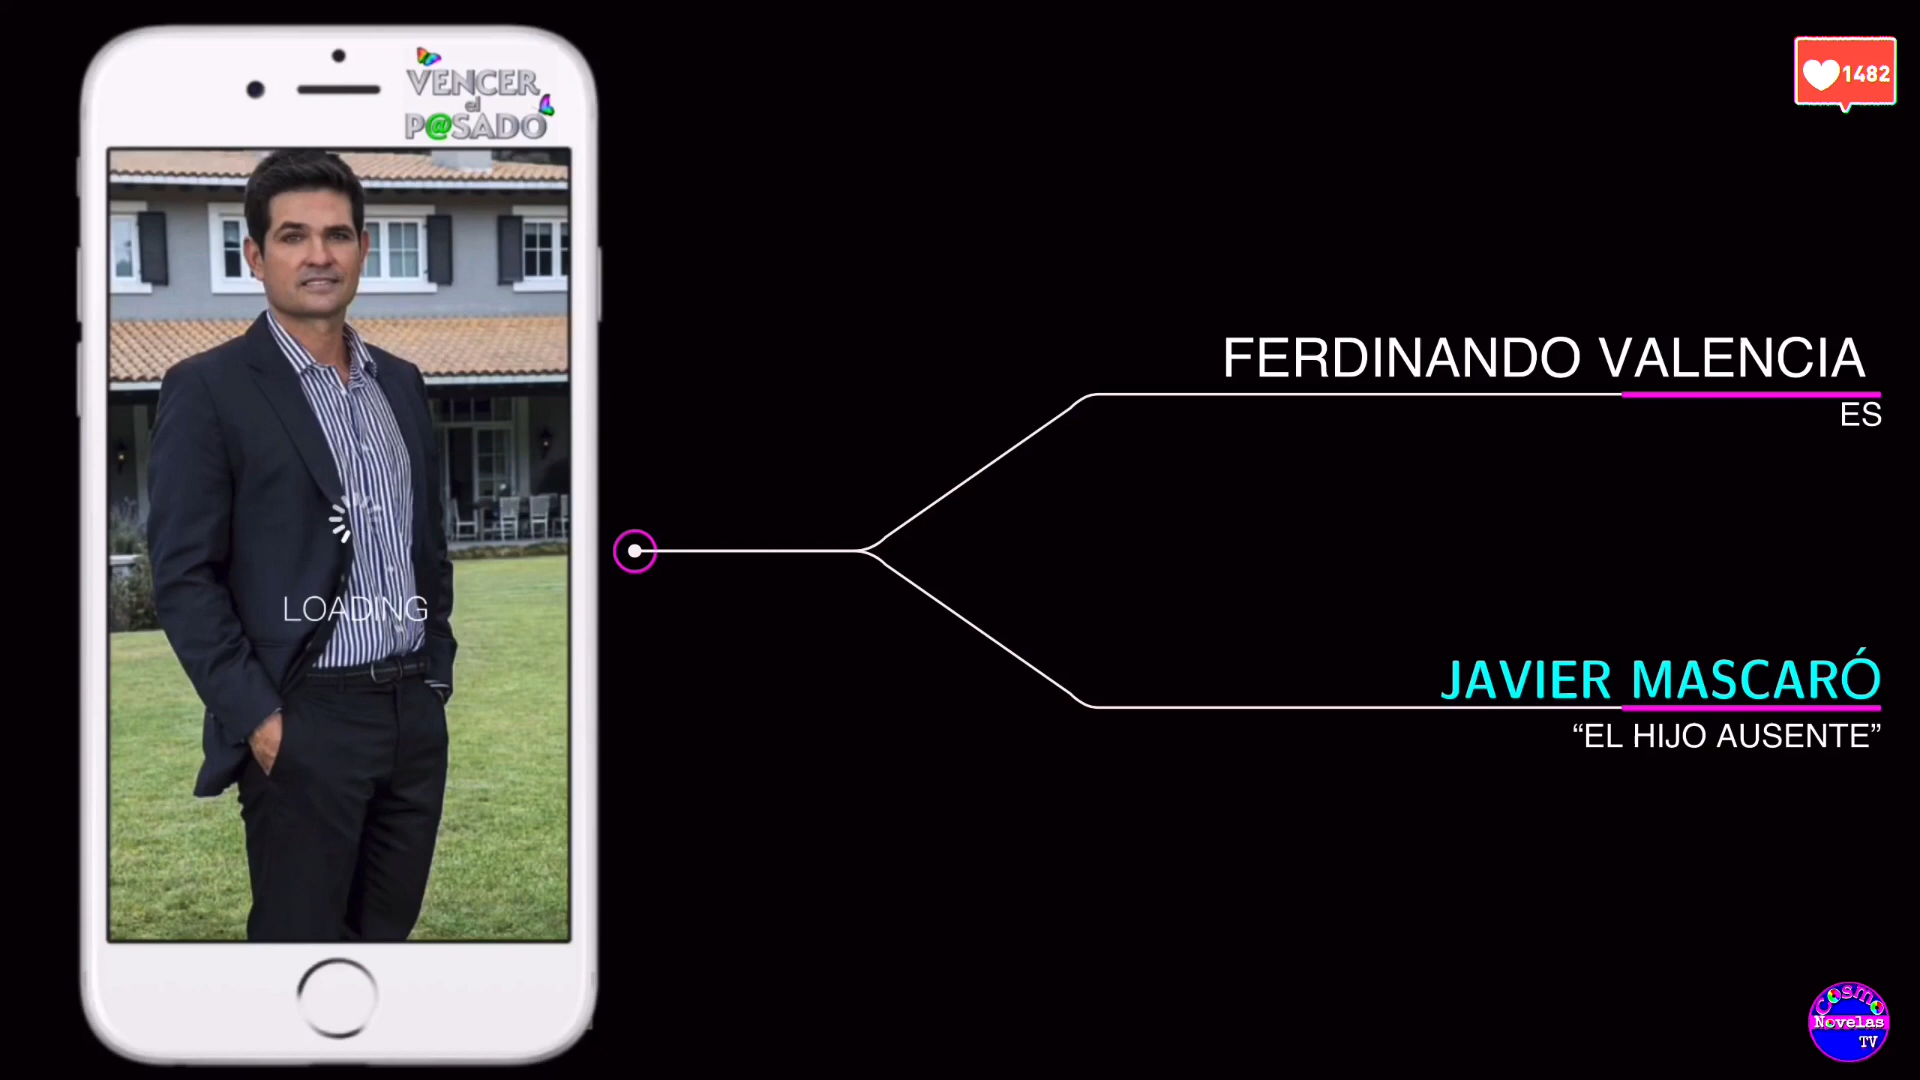 VENCER
el
P@SADO
1482
FERDINANDO VALENCIA
ES
LOADING
JAVIER MASCARÓ
“EL HIJO AUSENTE”
Cosmo
Novelas
TV